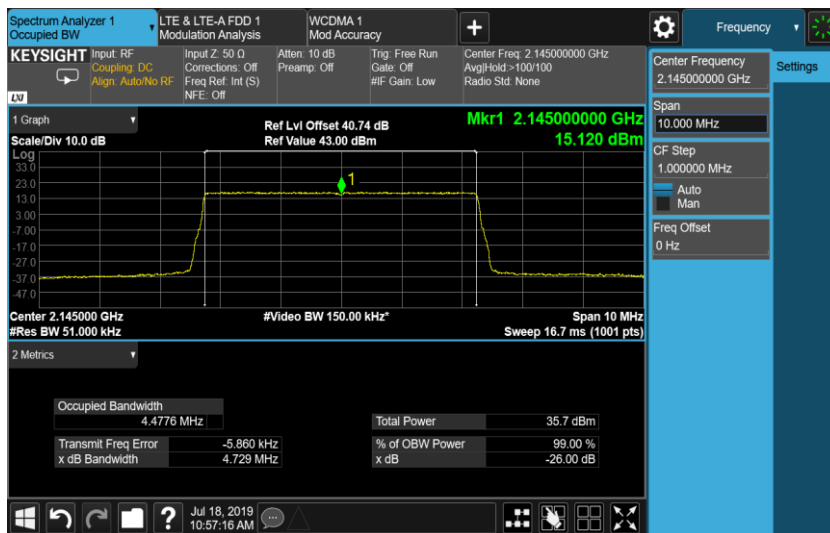 Spectrum Analyzer 1
Occupied BW
LTE & LTE-A FDD 1
Modulation Analysis
WCDMA 1
Mod Accuracy
+
Frequency
KEYSIGHT
LXI
Input: RF
Coupling: DC
Align: Auto/No RF
Input Z: 50 Ω
Corrections: Off
Freq Ref: Int (S)
NFE: Off
Atten: 10 dB
Preamp: Off
Trig: Free Run
Gate: Off
#IF Gain: Low
Center Freq: 2.145000000 GHz
Avg|Hold:>100/100
Radio Std: None
Center Frequency
2.145000000 GHz
Settings
Span
10.000 MHz
CF Step
1.000000 MHz
Auto
Man
Freq Offset
0 Hz
1 Graph
Scale/Div 10.0 dB
Ref Lvl Offset 40.74 dB
Ref Value 43.00 dBm
Mkr1 2.145000000 GHz
15.120 dBm
Log
33.0
23.0
13.0
3.00
-7.00
-17.0
-27.0
-37.0
-47.0
1
Center 2.145000 GHz
#Video BW 150.00 kHz*
Span 10 MHz
#Res BW 51.000 kHz
Sweep 16.7 ms (1001 pts)
2 Metrics
Occupied Bandwidth
4.4776 MHz
Total Power 35.7 dBm
Transmit Freq Error -5.860 kHz
% of OBW Power 99.00 %
x dB Bandwidth 4.729 MHz
x dB -26.00 dB
?
Jul 18, 2019
10:57:16 AM